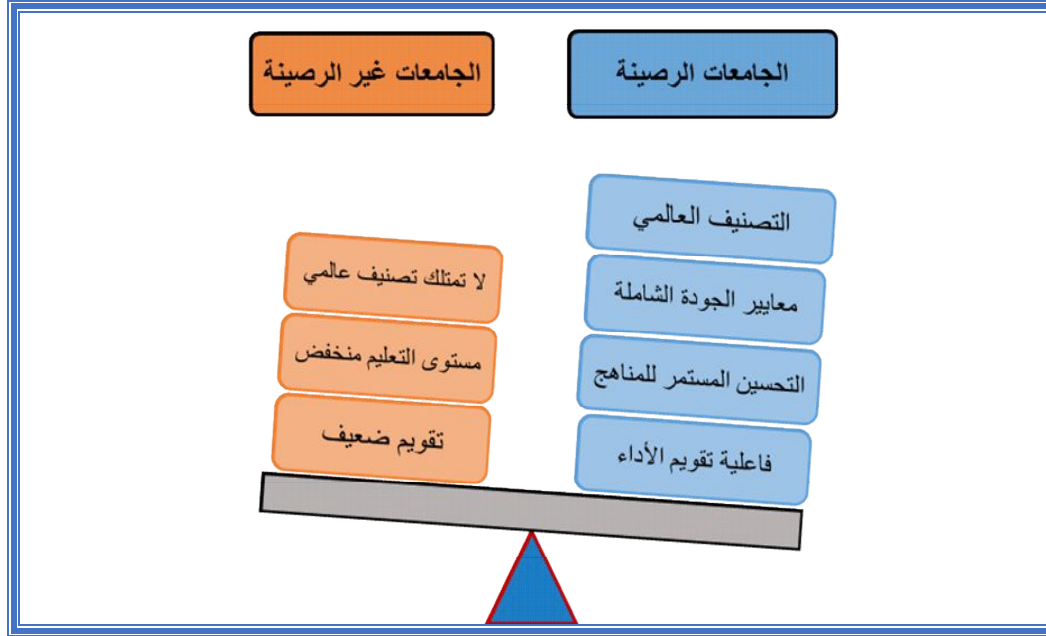 الجامعات الرصينة
الجامعات غير الرصينة
التصنيف العالمي
معايير الجودة الشاملة
التحسين المستمر للمناهج
فاعلية تقويم الأداء
لا تمتلك تصنيف عالمي
مستوى التعليم منخفض
تقويم ضعيف